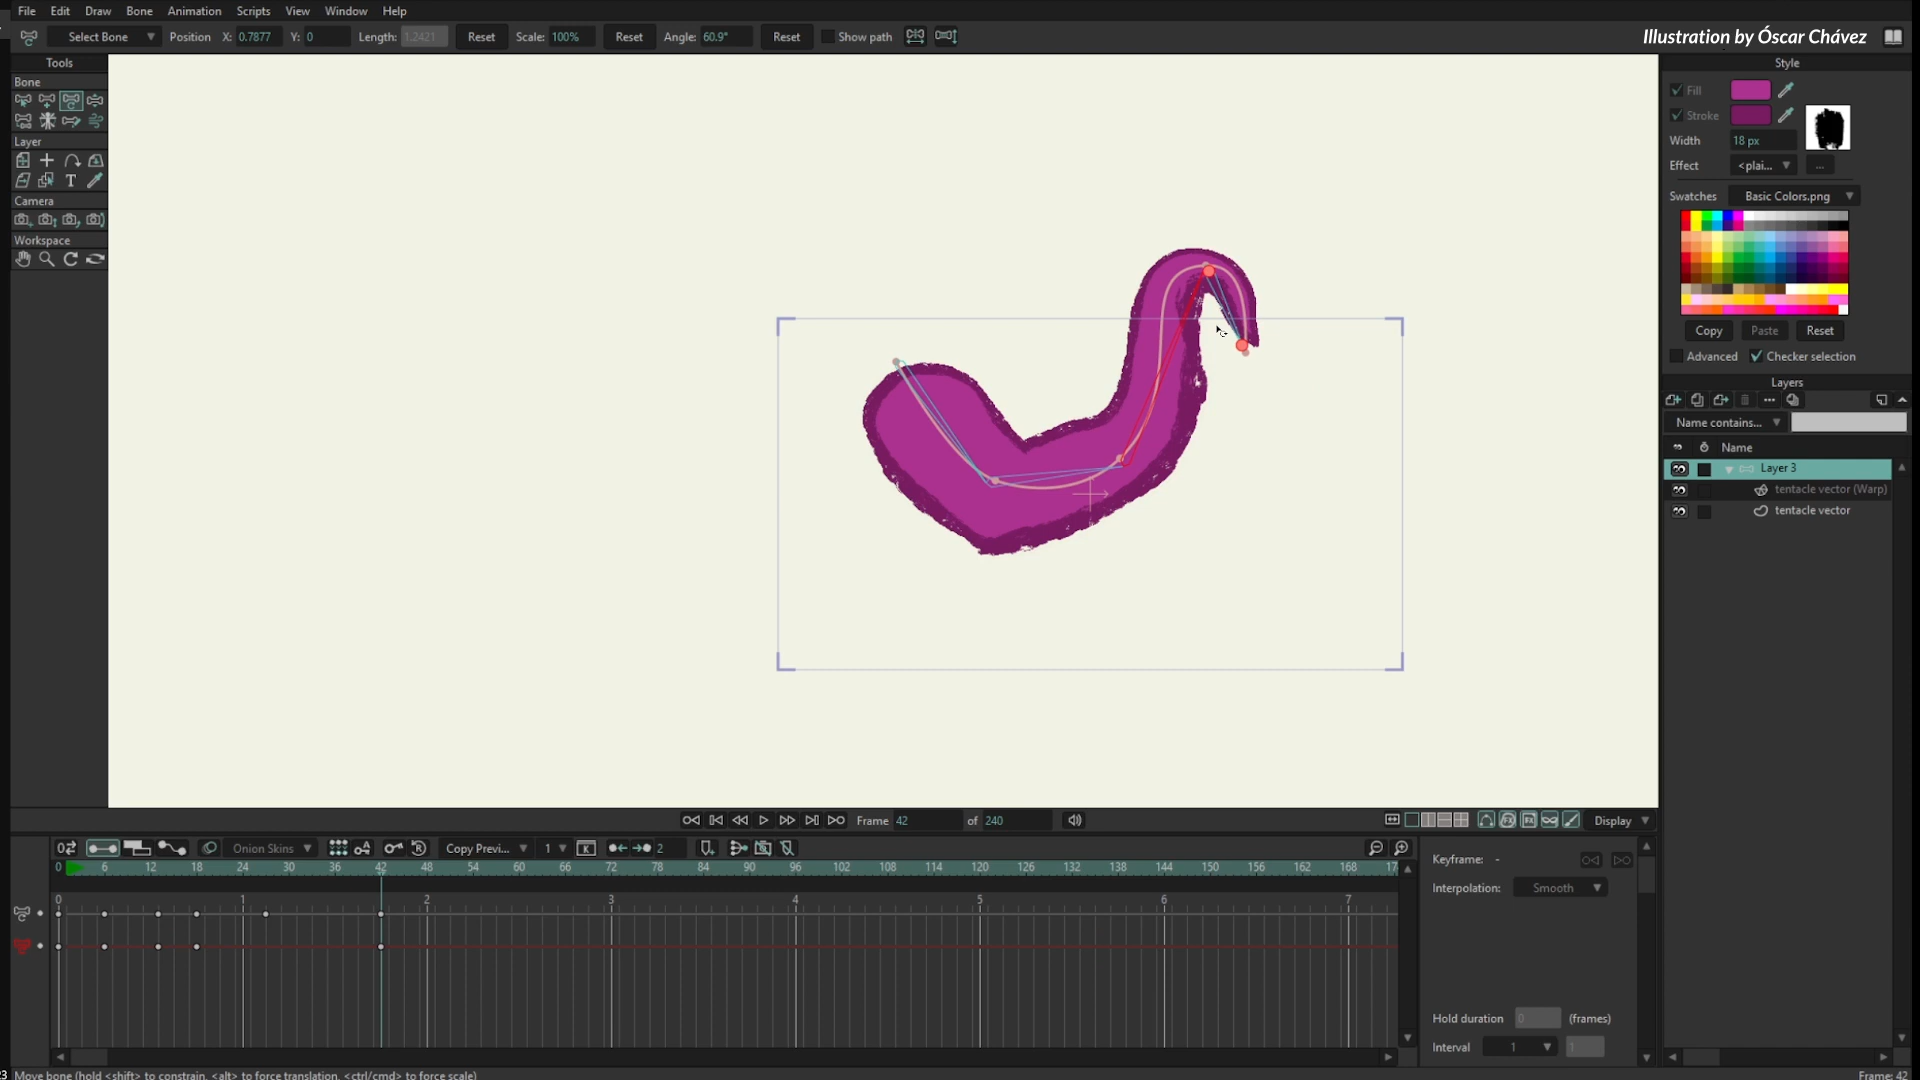 File Edit Draw Bone Animation Scripts View Window Help
Select Bone Position X: 0.7877 Y: 0 Length: 1.2421 Reset Scale: 100% Reset Angle: 60.9° Reset Show path
Illustration by Óscar Chávez
Tools
Bone
Layer
Camera
Workspace
Style
Fill
Stroke
Width 18 px
Effect <plai... ...
Swatches Basic Colors.png
Copy Paste Reset
Advanced Checker selection
Layers
Name contains...
Name
Layer 3
tentacle vector (Warp)
tentacle vector
Frame 42 of 240
Display
Onion Skins Copy Previ... 1 K 2
0 6 12 18 24 30 36 42 48 54 60 66 72 78 84 90 96 102 108 114 120 126 132 138 144 150 156 162 168 17
0 1 2 3 4 5 6 7
Keyframe: -
Interpolation: Smooth
Hold duration 0 (frames)
Interval 1 1
23 Move bone (hold <shift> to constrain, <alt> to force translation, <ctrl/cmd> to force scale)
Frame: 42